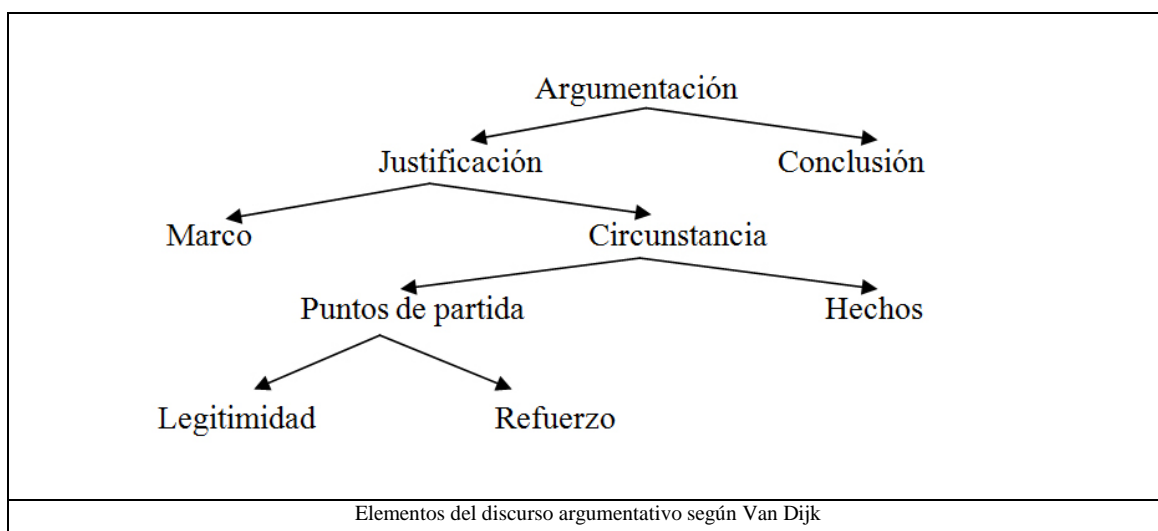 Argumentación
Justificación Conclusión
Marco Circunstancia
Puntos de partida Hechos
Legitimidad Refuerzo
Elementos del discurso argumentativo según Van Dijk